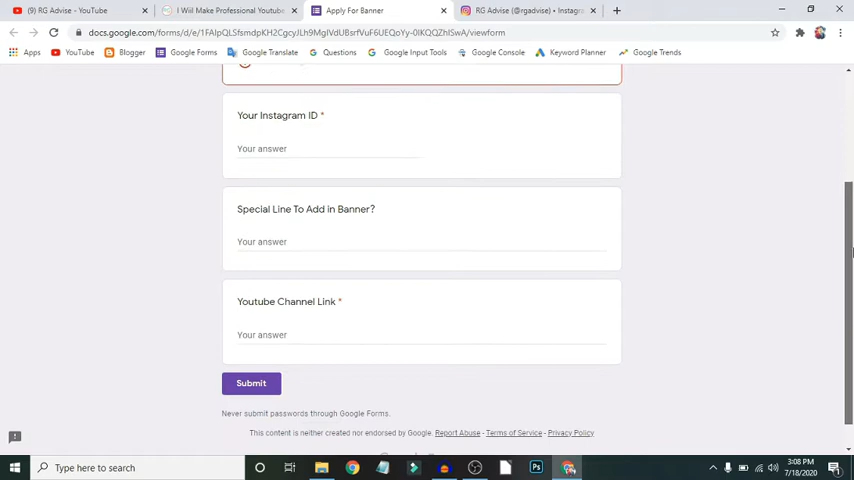 (9) RG Advise - YouTube
I Will Make Professional Youtube
Apply For Banner
RG Advise (@rgadvise) • Instagra
docs.google.com/forms/d/e/1FAIpQLSfsmdpKH2CgcyJLh9MgIVdUBsrfVuF6UEQoYy-0IKQQZhISwA/viewform
Apps
YouTube
Blogger
Google Forms
Google Translate
Questions
Google Input Tools
Google Console
Keyword Planner
Google Trends
Your Instagram ID *
Your answer
Special Line To Add in Banner?
Your answer
Youtube Channel Link *
Your answer
Submit
Never submit passwords through Google Forms.
This content is neither created nor endorsed by Google. Report Abuse - Terms of Service - Privacy Policy
Type here to search
Ps
3:08 PM
7/18/2020